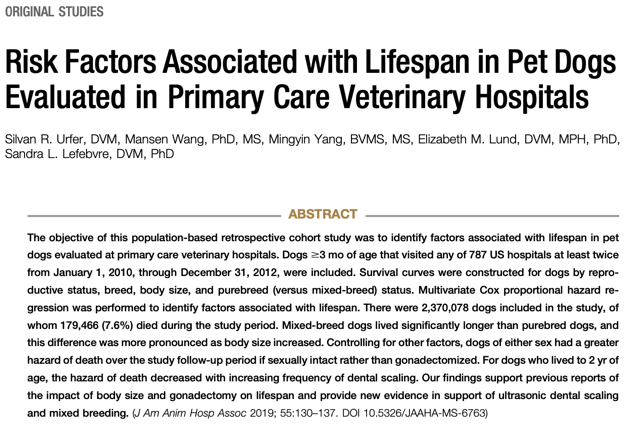 ORIGINAL STUDIES
Risk Factors Associated with Lifespan in Pet Dogs
Evaluated in Primary Care Veterinary Hospitals
Silvan R. Urfer, DVM, Mansen Wang, PhD, MS, Mingyin Yang, BVMS, MS, Elizabeth M. Lund, DVM, MPH, PhD,
Sandra L. Lefebvre, DVM, PhD
ABSTRACT
The objective of this population-based retrospective cohort study was to identify factors associated with lifespan in pet
dogs evaluated at primary care veterinary hospitals. Dogs ≥3 mo of age that visited any of 787 US hospitals at least twice
from January 1, 2010, through December 31, 2012, were included. Survival curves were constructed for dogs by repro-
ductive status, breed, body size, and purebreed (versus mixed-breed) status. Multivariate Cox proportional hazard re-
gression was performed to identify factors associated with lifespan. There were 2,370,078 dogs included in the study, of
whom 179,466 (7.6%) died during the study period. Mixed-breed dogs lived significantly longer than purebred dogs, and
this difference was more pronounced as body size increased. Controlling for other factors, dogs of either sex had a greater
hazard of death over the study follow-up period if sexually intact rather than gonadectomized. For dogs who lived to 2 yr of
age, the hazard of death decreased with increasing frequency of dental scaling. Our findings support previous reports of
the impact of body size and gonadectomy on lifespan and provide new evidence in support of ultrasonic dental scaling
and mixed breeding. (J Am Anim Hosp Assoc 2019; 55:130–137. DOI 10.5326/JAAHA-MS-6763)